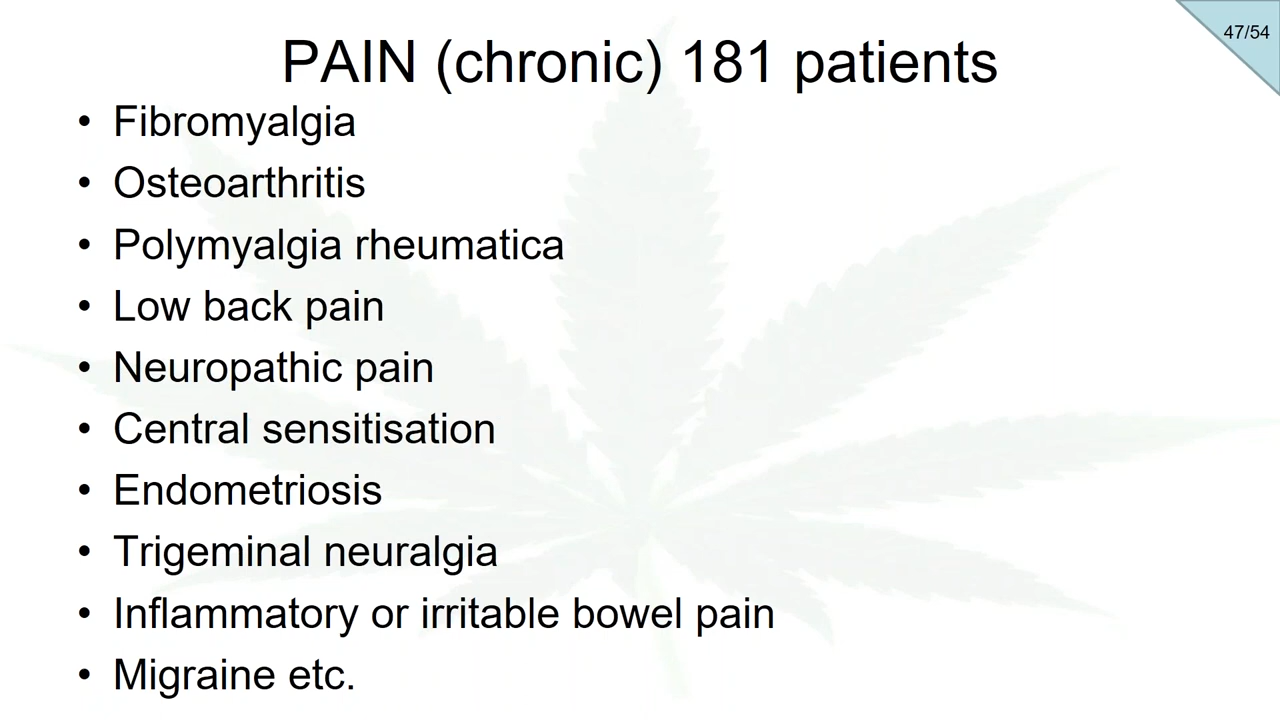 47/54
PAIN (chronic) 181 patients
• Fibromyalgia
• Osteoarthritis
• Polymyalgia rheumatica
• Low back pain
• Neuropathic pain
• Central sensitisation
• Endometriosis
• Trigeminal neuralgia
• Inflammatory or irritable bowel pain
• Migraine etc.